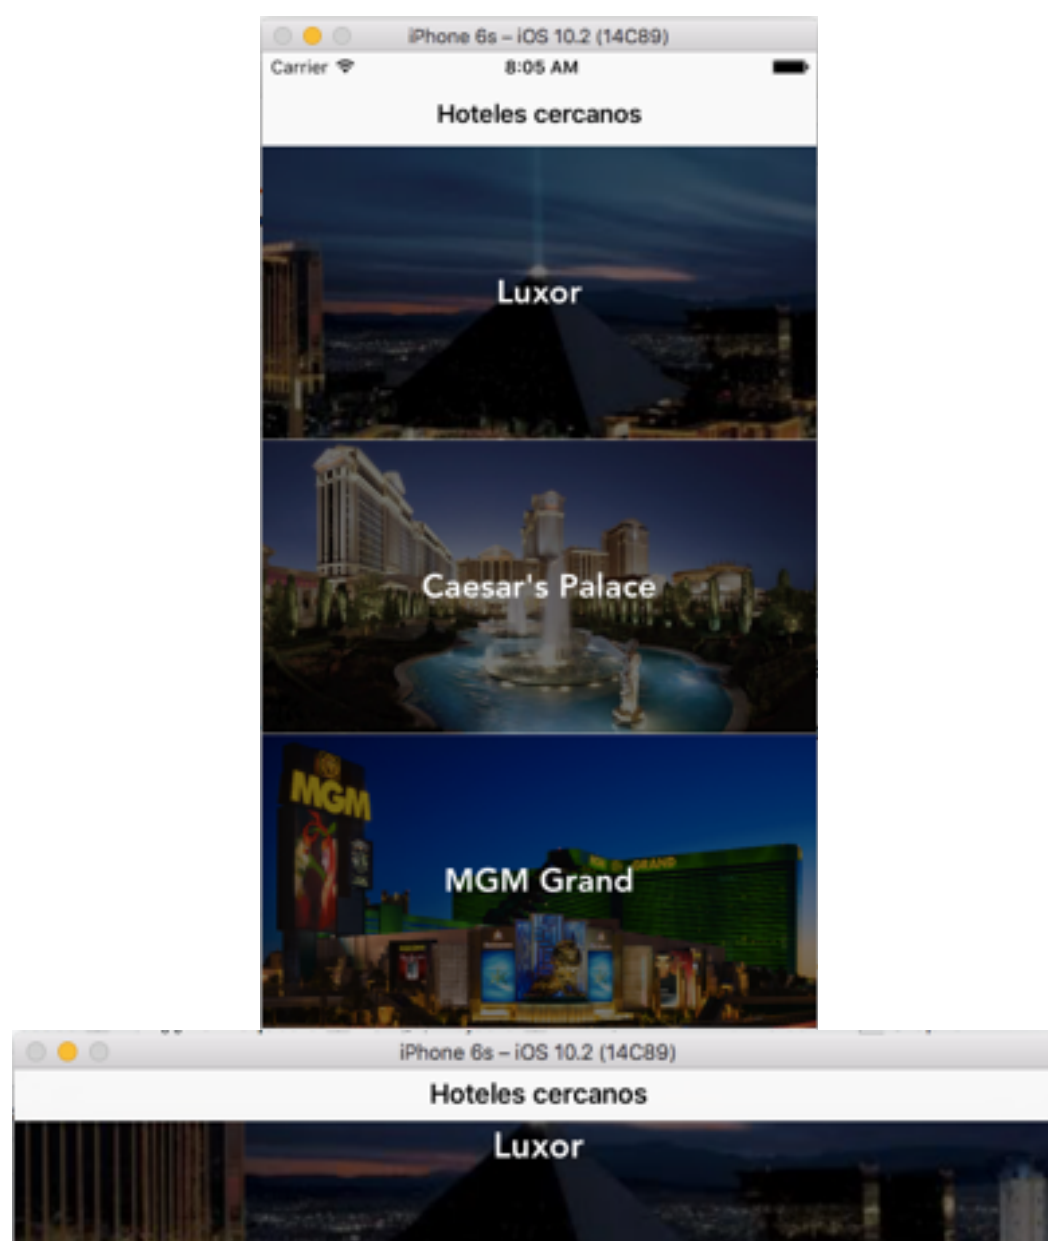 iPhone 6s – iOS 10.2 (14C89)
Carrier 8:05 AM
Hoteles cercanos
Luxor
Caesar's Palace
MGM
GRAND
MGM Grand
iPhone 6s – iOS 10.2 (14C89)
Hoteles cercanos
Luxor